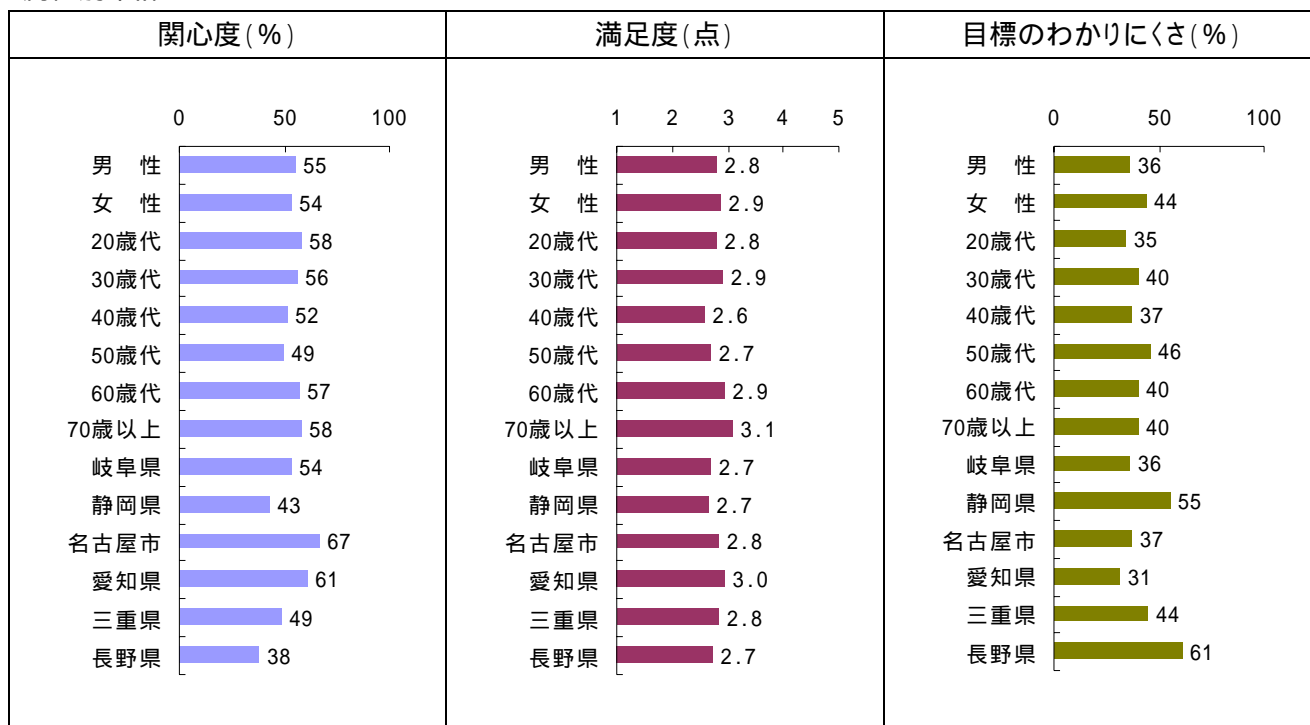 関心度(%) 満足度(点) 目標のわかりにくさ(%)
0 50 100 1 2 3 4 5 0 50 100
男 性 55 男 性 2.8 男 性 36
女 性 54 女 性 2.9 女 性 44
20歳代 58 20歳代 2.8 20歳代 35
30歳代 56 30歳代 2.9 30歳代 40
40歳代 52 40歳代 2.6 40歳代 37
50歳代 49 50歳代 2.7 50歳代 46
60歳代 57 60歳代 2.9 60歳代 40
70歳以上 58 70歳以上 3.1 70歳以上 40
岐阜県 54 岐阜県 2.7 岐阜県 36
静岡県 43 静岡県 2.7 静岡県 55
名古屋市 67 名古屋市 2.8 名古屋市 37
愛知県 61 愛知県 3.0 愛知県 31
三重県 49 三重県 2.8 三重県 44
長野県 38 長野県 2.7 長野県 61